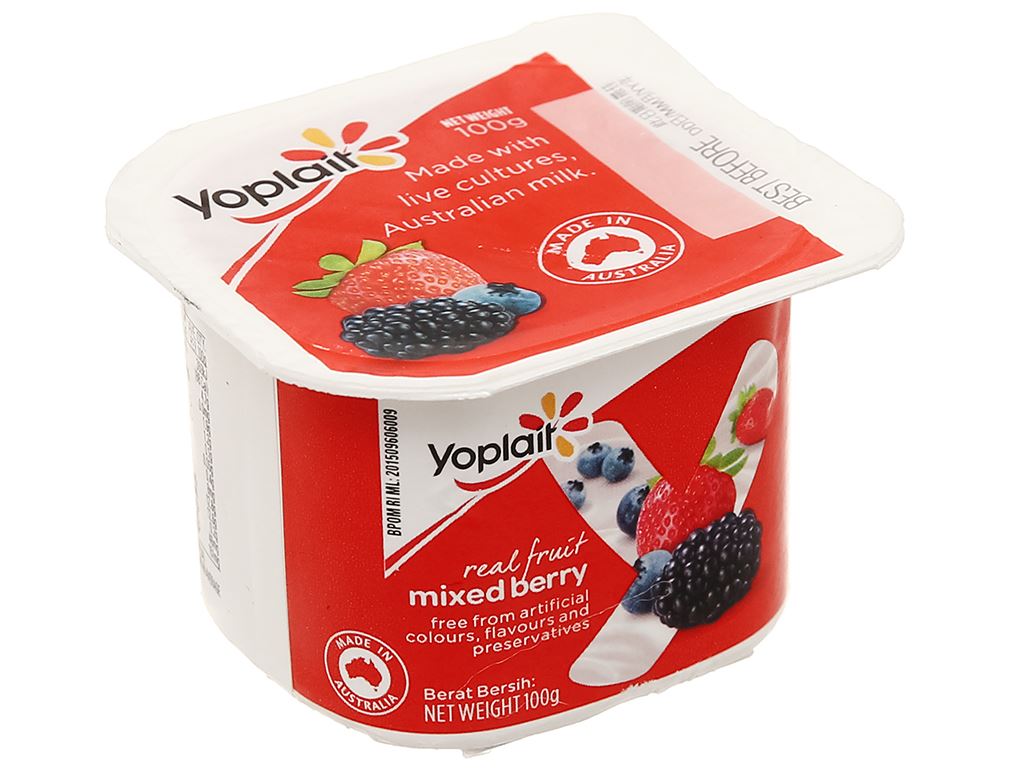 Yoplait
NET WEIGHT
100g
Made with
live cultures,
Australian milk.
MADE IN
AUSTRALIA
BEST BEFORE
Yoplait
BPOM RI ML: 201509606009
real fruit
mixed berry
free from artificial
colours, flavours and
preservatives
MADE IN
AUSTRALIA
Berat Bersih:
NET WEIGHT 100g